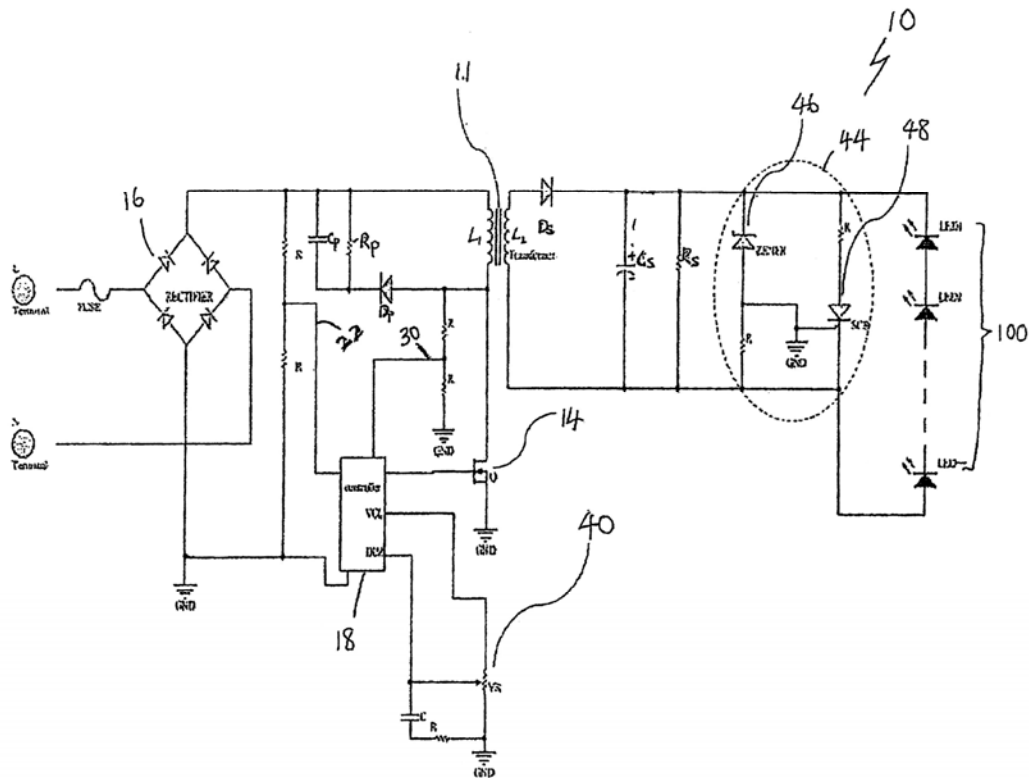 10
11
46
44
48
16
Cp
Rp
L1
L2
Transformer
Ds
Cs
Rs
R
LED1
Terminal
FUSE
RECTIFIER
R
Dp
ZENER
LED2
100
22
30
R
R
R
SCR
GND
R
GND
14
Terminal
LED
controller
GND
40
GND
18
VR
C
R
GND